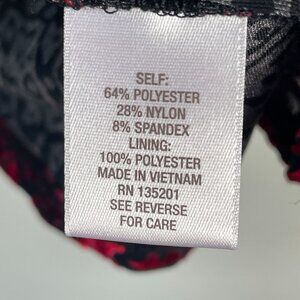 SELF:
64% POLYESTER
28% NYLON
8% SPANDEX
LINING:
100% POLYESTER
MADE IN VIETNAM
RN 135201
SEE REVERSE
FOR CARE